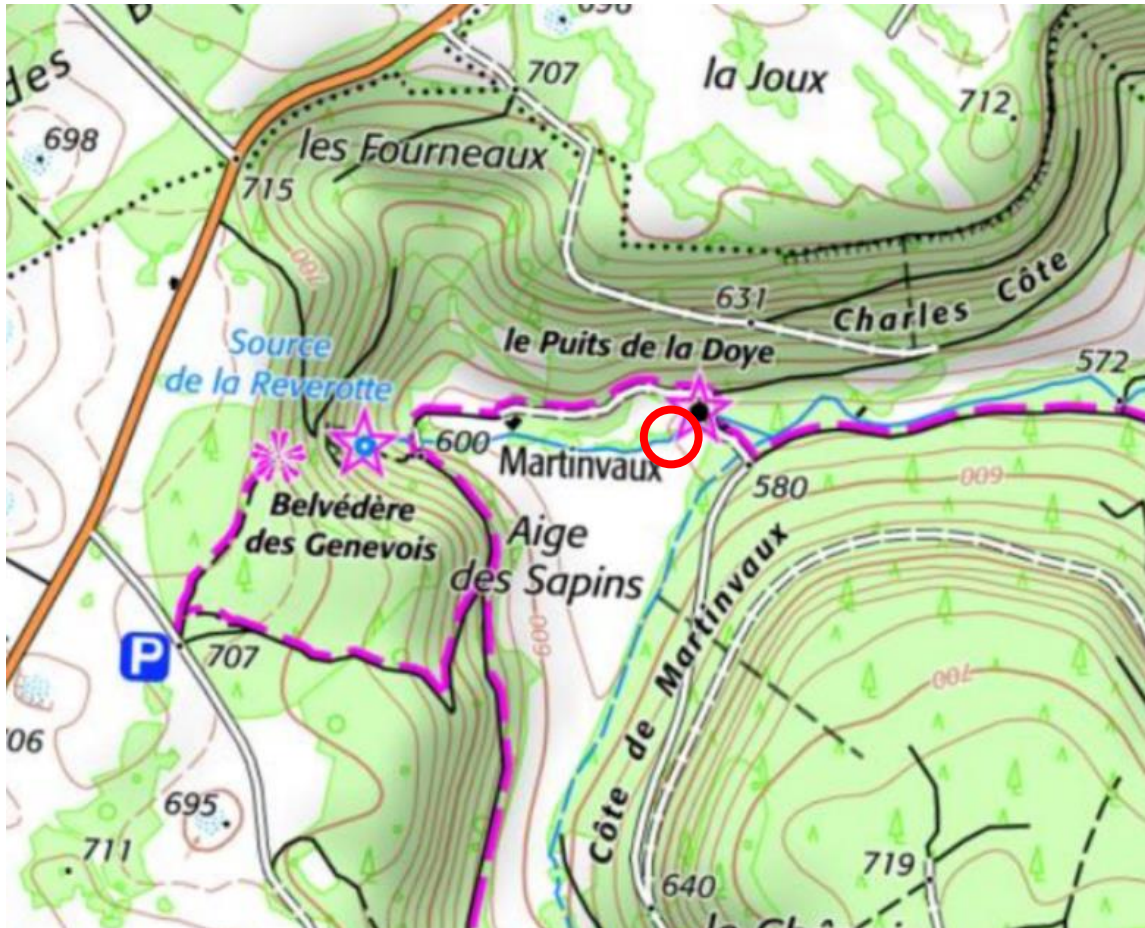 des
707
la Joux
712
698
les Fourneaux
715
700
631
Charles Côte
Source
de la Reverotte
le Puits de la Doye
572
600
Martinvaux
580
600
Belvédère
des Genevois
Aige
des Sapins
600
Côte de Martinvaux
P
707
700
695
711
719
640